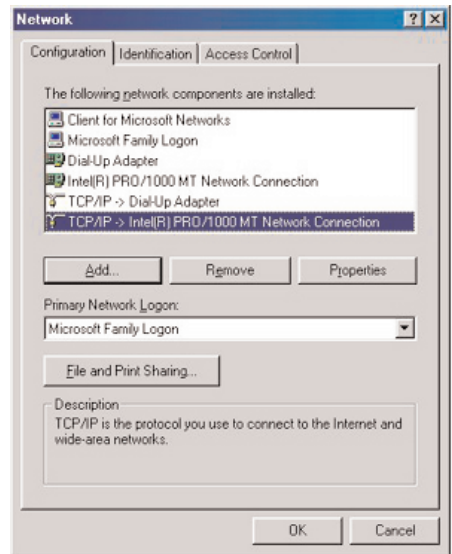 Network
Configuration Identification Access Control
The following network components are installed:
Client for Microsoft Networks
Microsoft Family Logon
Dial-Up Adapter
Intel(R) PRO/1000 MT Network Connection
TCP/IP -> Dial-Up Adapter
TCP/IP -> Intel(R) PRO/1000 MT Network Connection
Add... Remove Properties
Primary Network Logon:
Microsoft Family Logon
File and Print Sharing...
Description
TCP/IP is the protocol you use to connect to the Internet and
wide-area networks.
OK Cancel